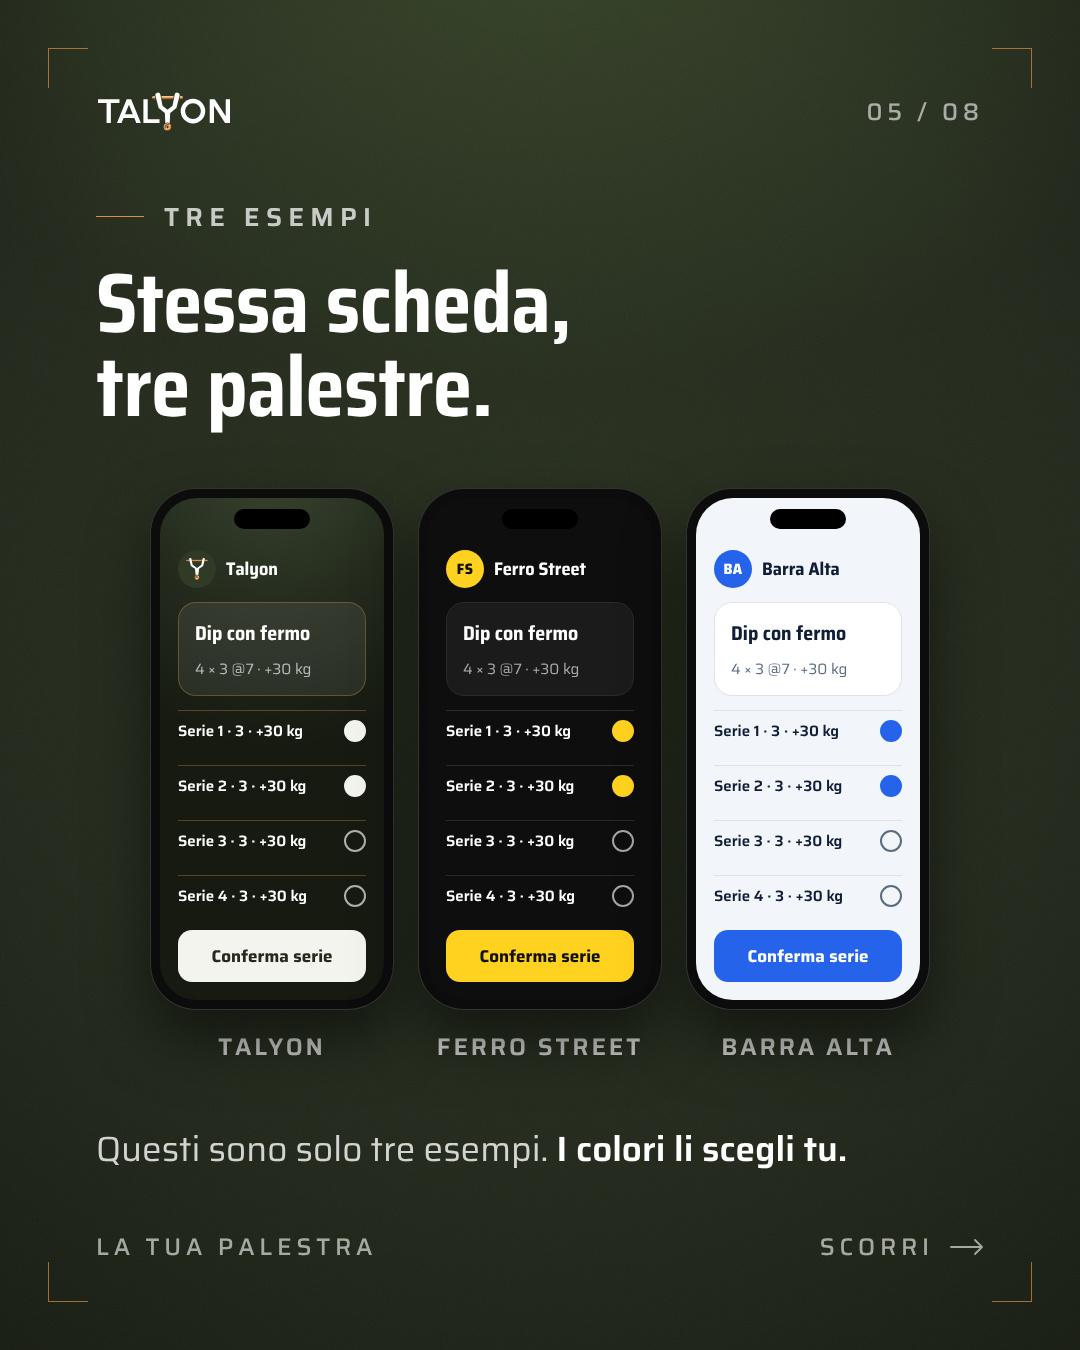 TALYON
05 / 08
TRE ESEMPI
Stessa scheda,
tre palestre.
Talyon
Dip con fermo
4 × 3 @7 · +30 kg
Serie 1 · 3 · +30 kg
Serie 2 · 3 · +30 kg
Serie 3 · 3 · +30 kg
Serie 4 · 3 · +30 kg
Conferma serie
TALYON
FS
Ferro Street
Dip con fermo
4 × 3 @7 · +30 kg
Serie 1 · 3 · +30 kg
Serie 2 · 3 · +30 kg
Serie 3 · 3 · +30 kg
Serie 4 · 3 · +30 kg
Conferma serie
FERRO STREET
BA
Barra Alta
Dip con fermo
4 × 3 @7 · +30 kg
Serie 1 · 3 · +30 kg
Serie 2 · 3 · +30 kg
Serie 3 · 3 · +30 kg
Serie 4 · 3 · +30 kg
Conferma serie
BARRA ALTA
Questi sono solo tre esempi. I colori li scegli tu.
LA TUA PALESTRA
SCORRI →